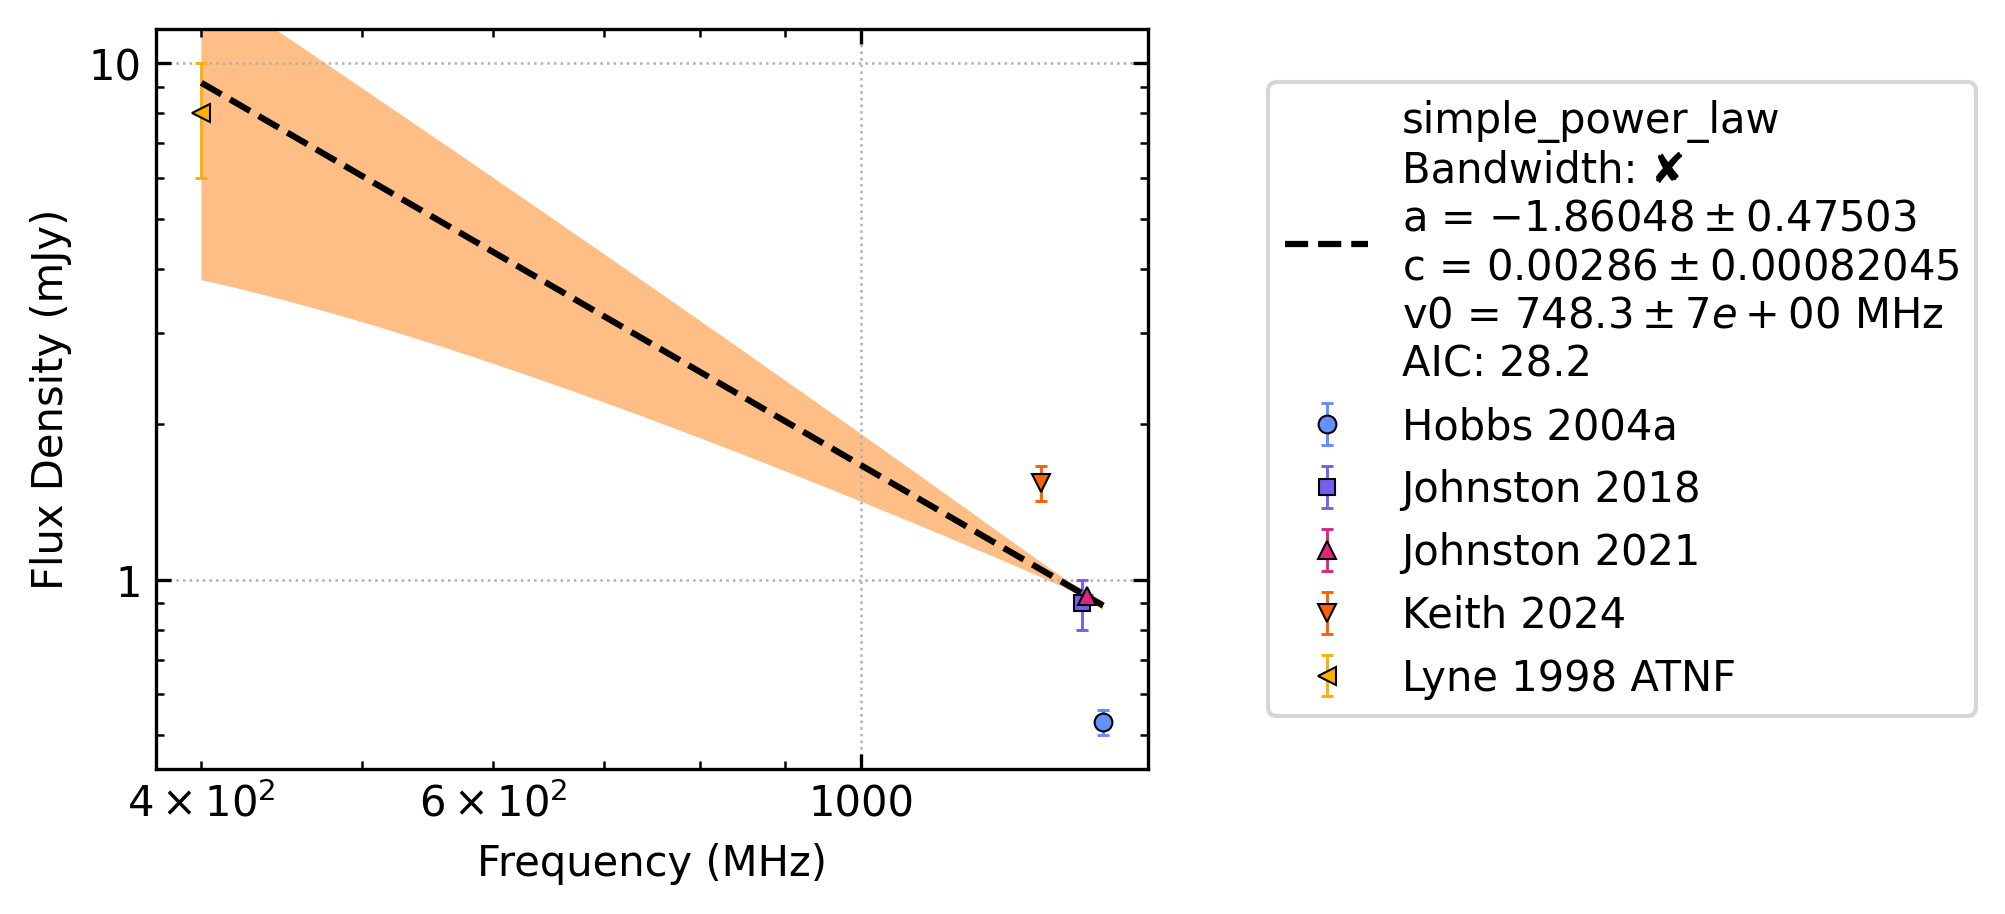 10
1
Flux Density (mJy)
4 × 10²
6 × 10²
1000
Frequency (MHz)
simple_power_law
Bandwidth: ✘
a = −1.86048 ± 0.47503
c = 0.00286 ± 0.00082045
v0 = 748.3 ± 7e + 00 MHz
AIC: 28.2
Hobbs 2004a
Johnston 2018
Johnston 2021
Keith 2024
Lyne 1998 ATNF